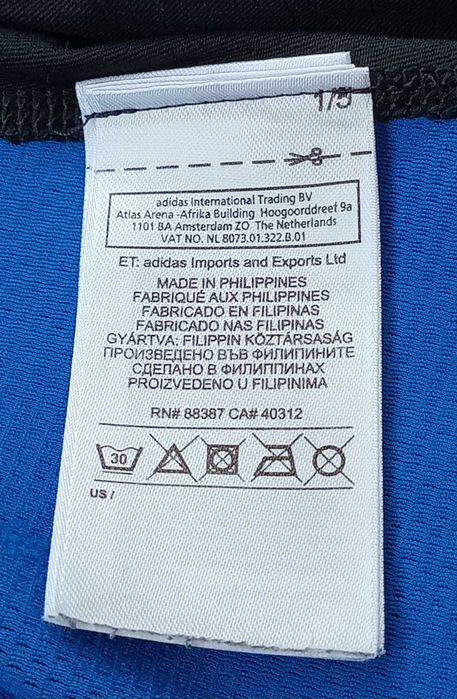 1/5
adidas International Trading BV
Atlas Arena -Afrika Building Hoogoorddreef 9a
1101 BA Amsterdam ZO The Netherlands
VAT NO. NL 8073.01.322.B.01
ET: adidas Imports and Exports Ltd
MADE IN PHILIPPINES
FABRIQUÉ AUX PHILIPPINES
FABRICADO EN FILIPINAS
FABRICADO NAS FILIPINAS
GYÁRTVA: FILIPPIN KÖZTÁRSASÁG
ПРОИЗВЕДЕНО ВЪВ ФИЛИПИНИТЕ
СДЕЛАНО В ФИЛИППИНАХ
PROIZVEDENO U FILIPINIMA
RN# 88387 CA# 40312
30
US /